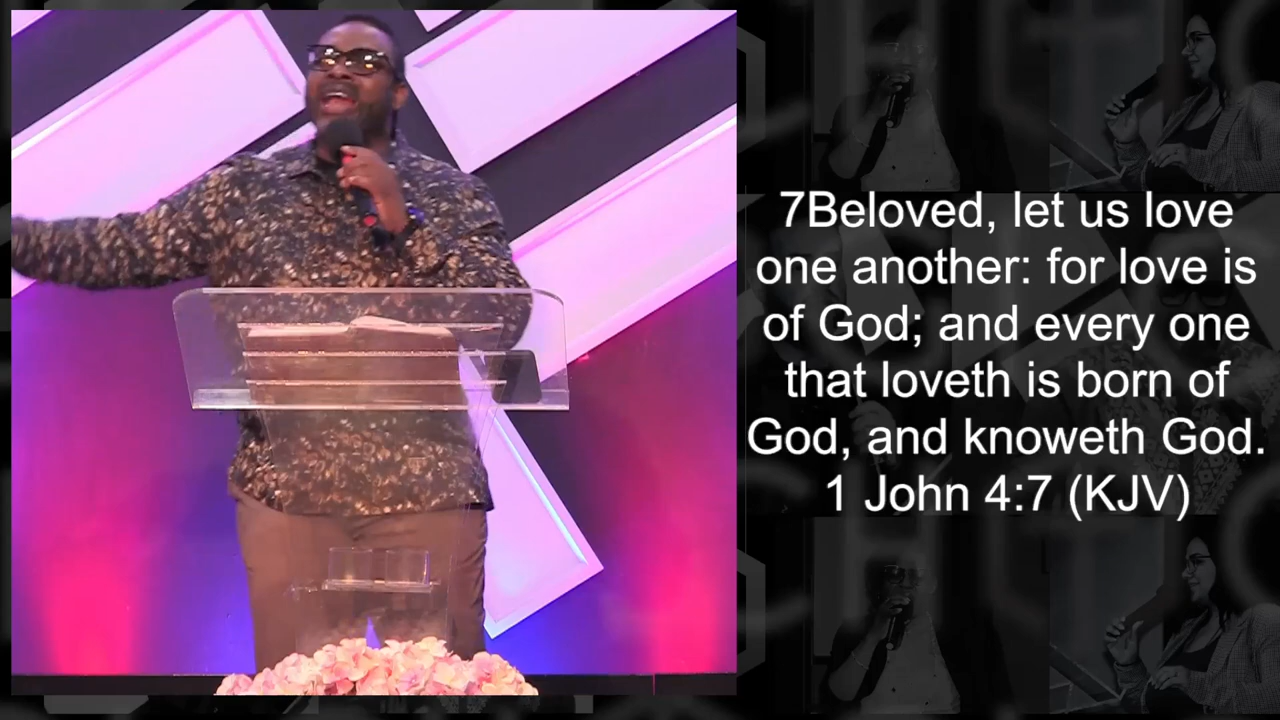 7Beloved, let us love
one another: for love is
of God; and every one
that loveth is born of
God, and knoweth God.
1 John 4:7 (KJV)